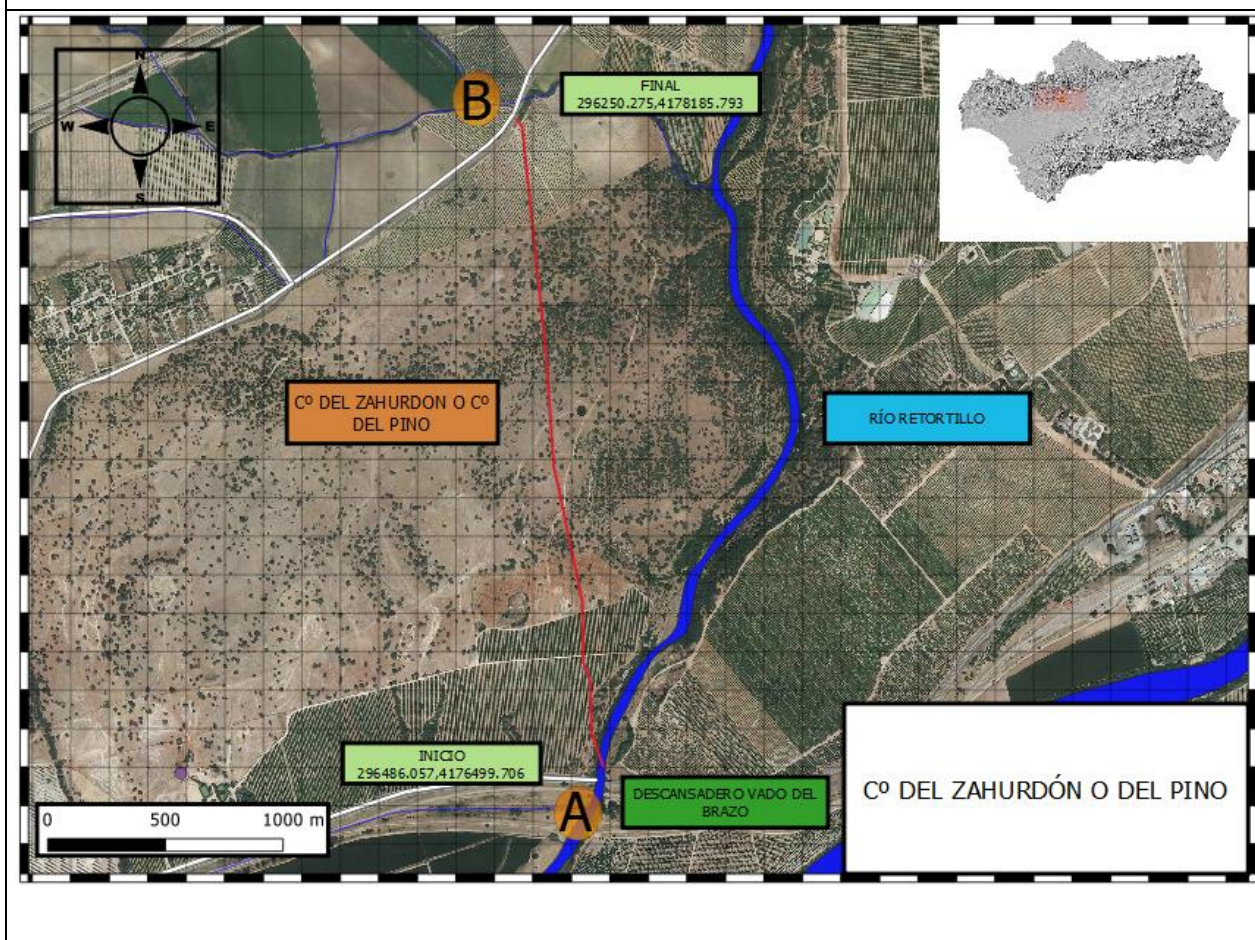 N
W
E
S
B
FINAL
296250.275,4178185.793
Cº DEL ZAHURDON O Cº
DEL PINO
RÍO RETORTILLO
INICIO
296486.057,4176499.706
A
DESCANSADERO VADO DEL
BRAZO
Cº DEL ZAHURDÓN O DEL PINO
0 500 1000 m